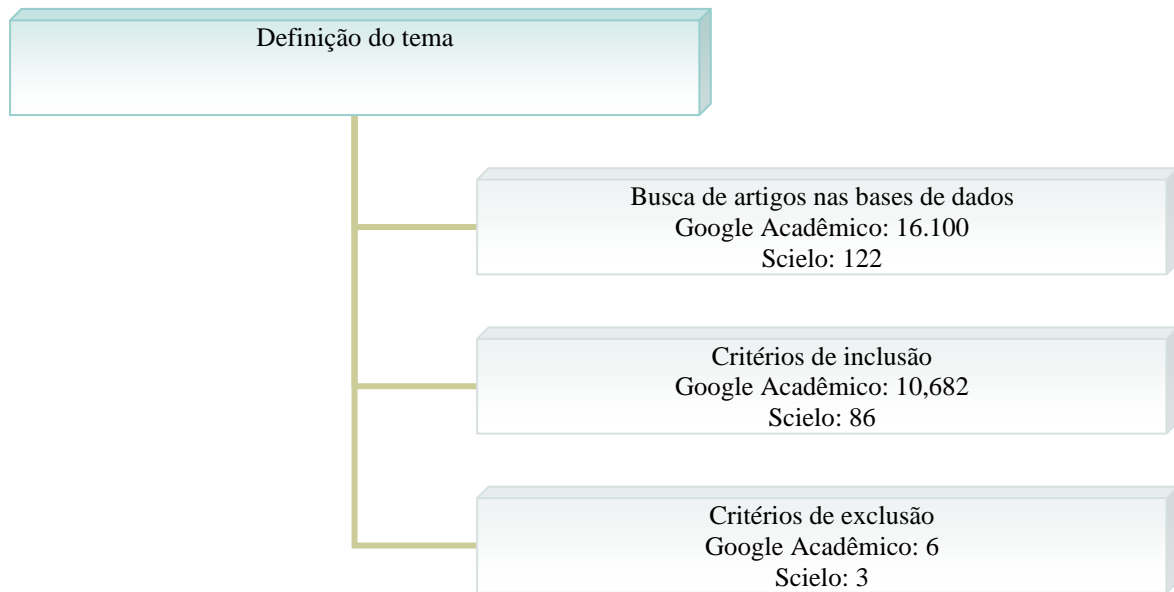 Definição do tema
Busca de artigos nas bases de dados
Google Acadêmico: 16.100
Scielo: 122
Critérios de inclusão
Google Acadêmico: 10,682
Scielo: 86
Critérios de exclusão
Google Acadêmico: 6
Scielo: 3